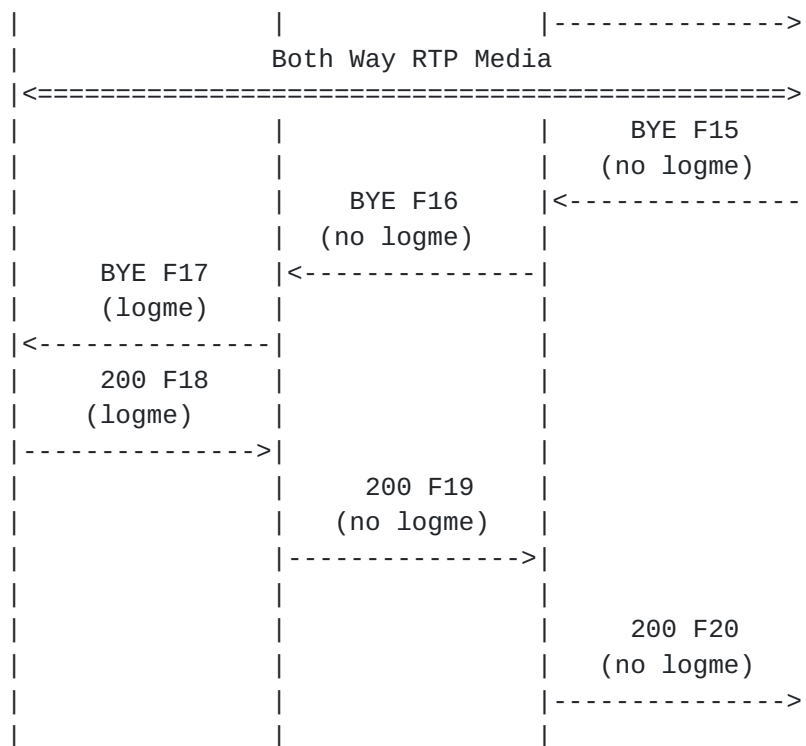 |                |                |--------------->
|               Both Way RTP Media
|<================================================>
|                |                |     BYE F15
|                |                |   (no logme)
|                |    BYE F16     |<---------------
|                |  (no logme)    |
|     BYE F17    |<---------------|
|     (logme)    |                |
|<---------------|                |
|     200 F18    |                |
|    (logme)     |                |
|--------------->|                |
|                |     200 F19    |
|                |   (no logme)   |
|                |--------------->|
|                |                |
|                |                |     200 F20
|                |                |   (no logme)
|                |                |--------------->
|                |                |